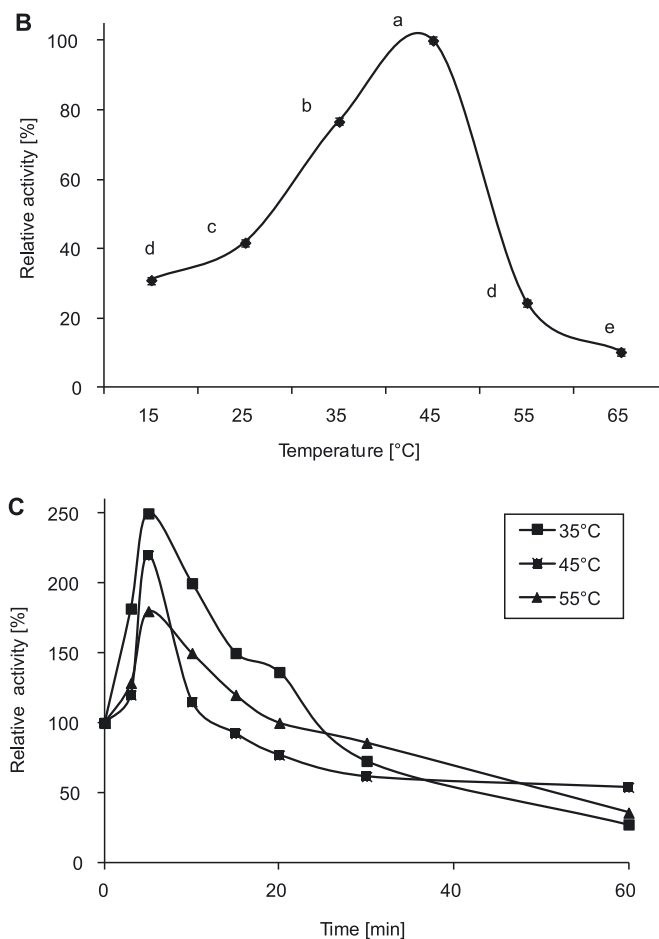 B
Relative activity [%]
100
80
60
40
20
0
a
b
c
d
d
e
15 25 35 45 55 65
Temperature [°C]
C
Relative activity [%]
250
200
150
100
50
0
35°C
45°C
55°C
0 20 40 60
Time [min]